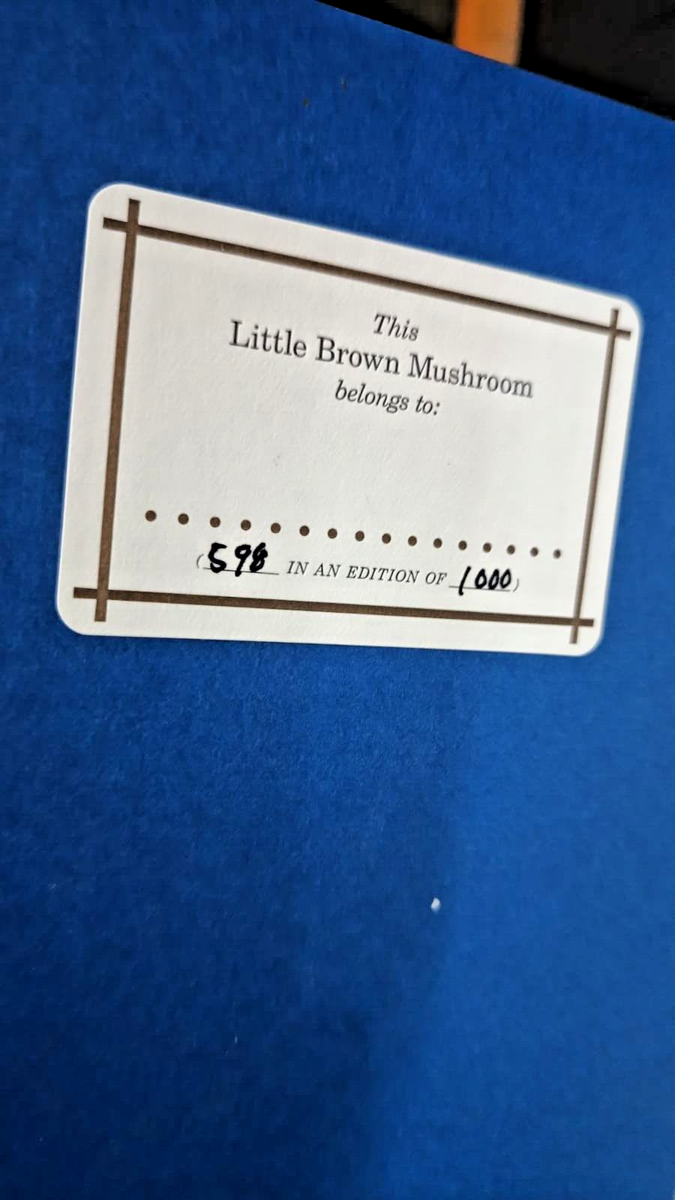 This
Little Brown Mushroom
belongs to:
(598 IN AN EDITION OF 1000)